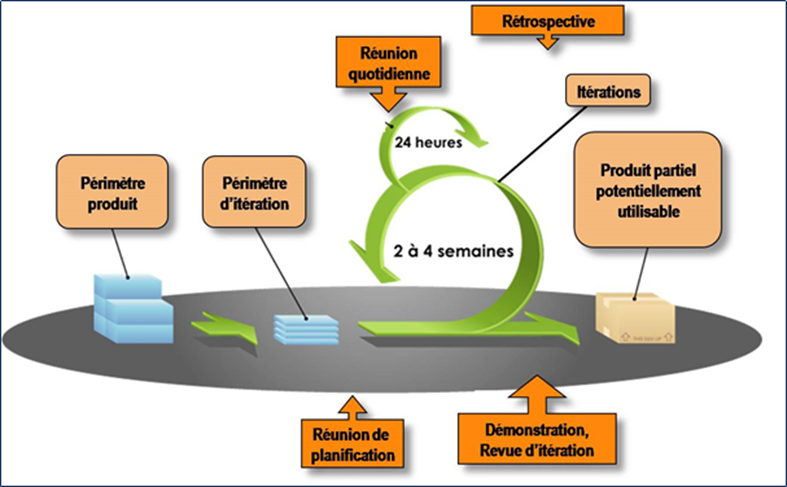 Rétrospective
Réunion
quotidienne
Itérations
24 heures
Périmètre
produit
Périmètre
d'itération
Produit partiel
potentiellement
utilisable
2 à 4 semaines
Réunion de
planification
Démonstration,
Revue d'itération